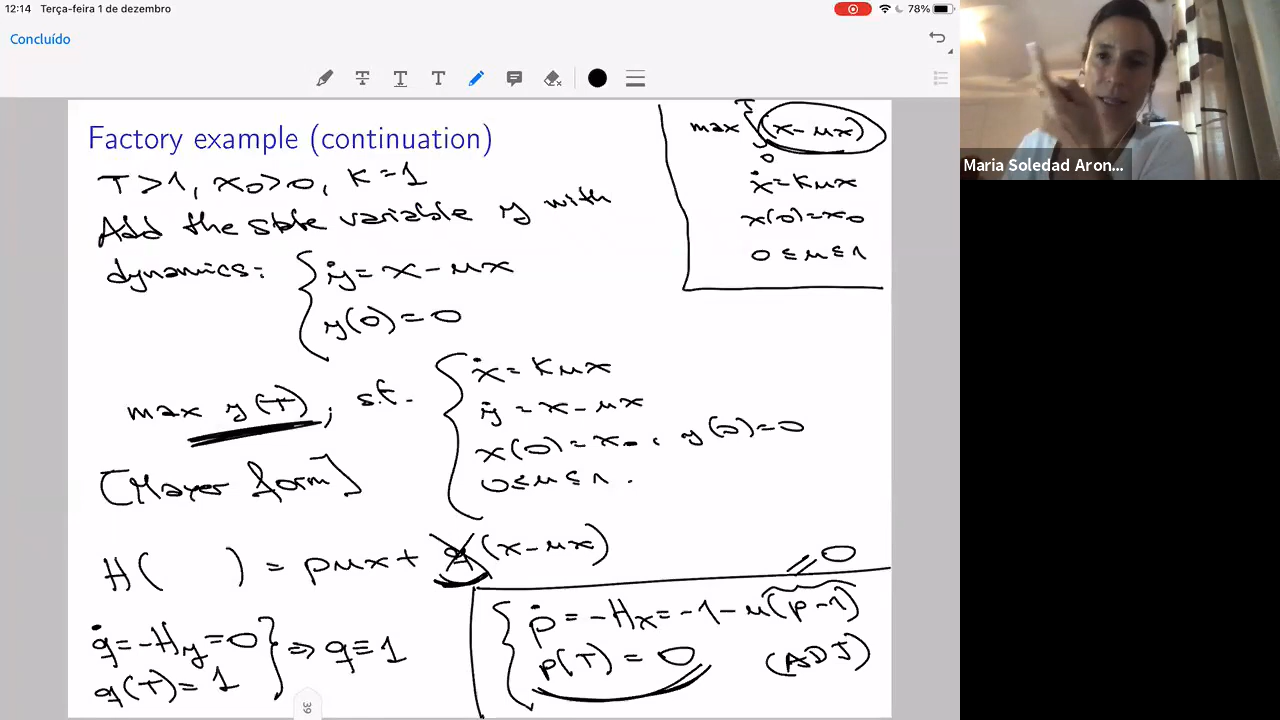 12:14 Terça-feira 1 de dezembro
78%
Concluído
Maria Soledad Aron...
Factory example (continuation)
T > 1, x₀ > 0, K = 1
Add the state variable y with
dynamics: { ẏ = x - ux
y(0) = 0
max ∫₀ᵀ (x - ux)
ẋ = Kux
x(0) = x₀
0 ≤ u ≤ 1
max y(T), s.t. { ẋ = Kux
ẏ = x - ux
x(0) = x₀, y(0) = 0
0 ≤ u ≤ 1.
[Mayer form]
H( ) = pux + q(x - ux)
q̇ = -H_y = 0
q(T) = 1 } ⇒ q ≡ 1
= 0
{ ṗ = -Hx = -1 - u(p - 1)
p(T) = 0 (ADJ)
39